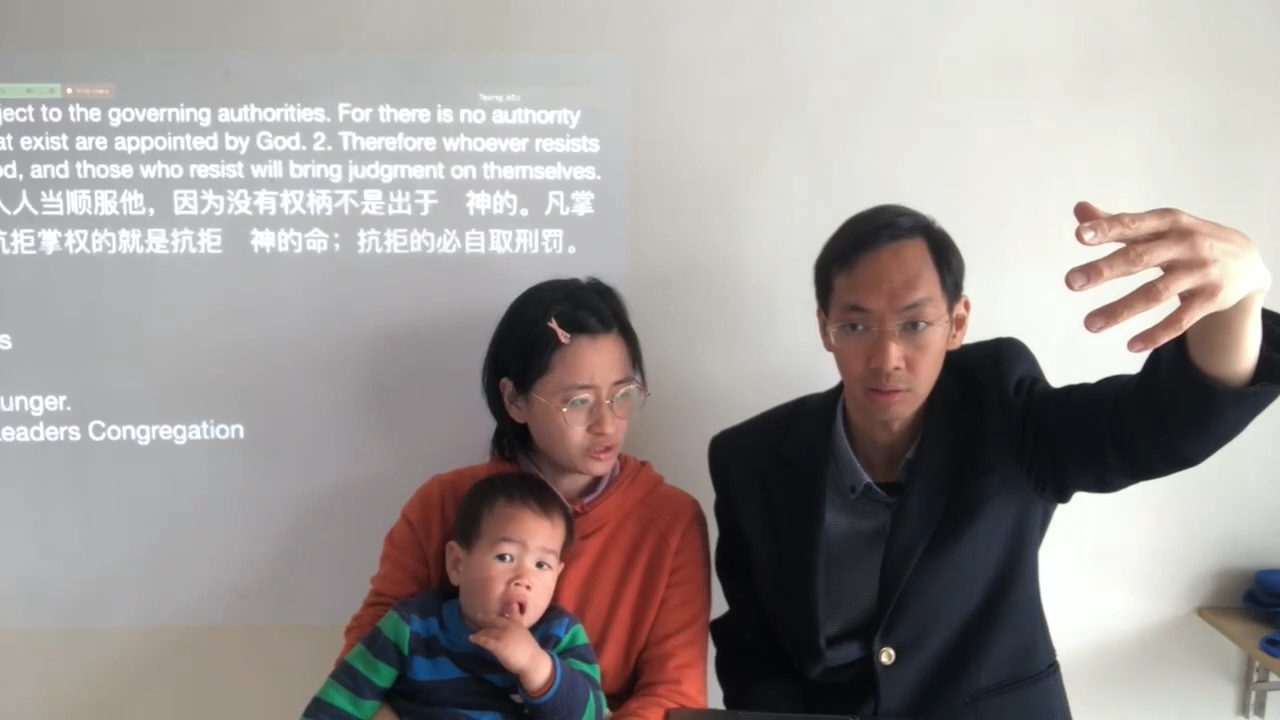 ject to the governing authorities. For there is no authority
at exist are appointed by God. 2. Therefore whoever resists
od, and those who resist will bring judgment on themselves.
人人当顺服他，因为没有权柄不是出于　神的。凡掌
抗拒掌权的就是抗拒　神的命；抗拒的必自取刑罚。
s
unger.
Leaders Congregation